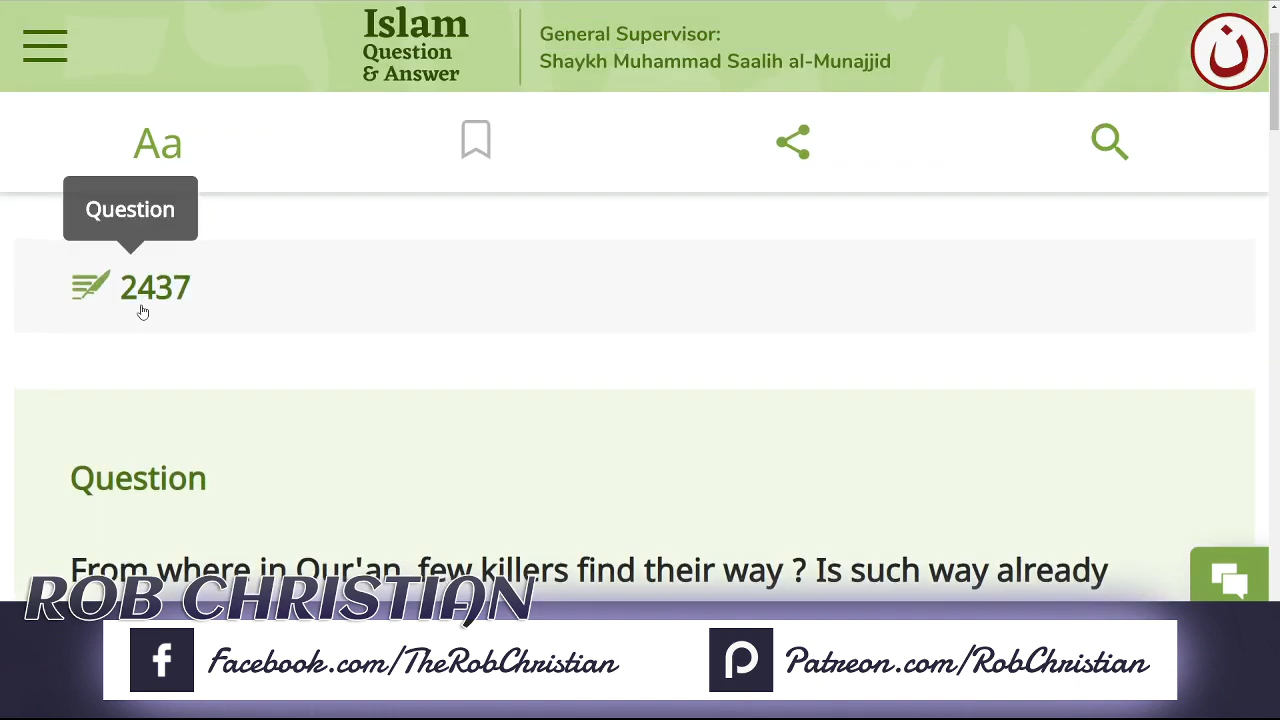 Islam
Question
& Answer
General Supervisor:
Shaykh Muhammad Saalih al-Munajjid
ن
Aa
Question
2437
Question
From where in Qur'an, few killers find their way ? Is such way already
ROB CHRISTIAN
Facebook.com/TheRobChristian
Patreon.com/RobChristian